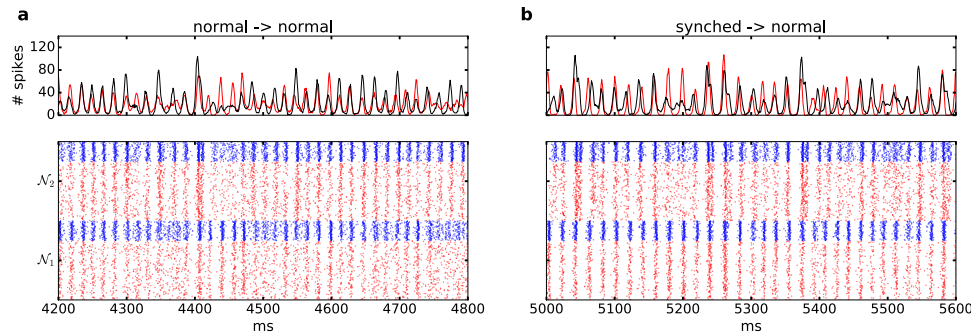 a
normal -> normal
120
80
40
0
# spikes
𝒩2
𝒩1
4200 4300 4400 4500 4600 4700 4800
ms
b
synched -> normal
5000 5100 5200 5300 5400 5500 5600
ms